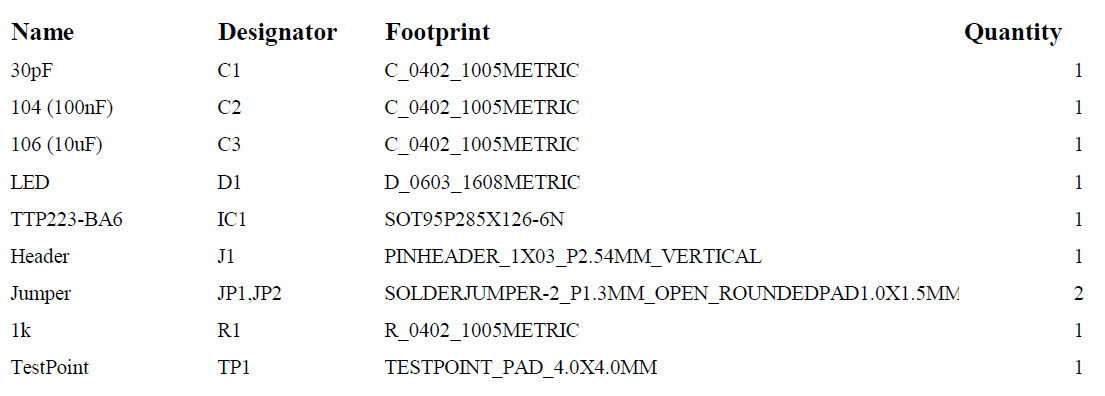 Name Designator Footprint Quantity
30pF C1 C_0402_1005METRIC 1
104 (100nF) C2 C_0402_1005METRIC 1
106 (10uF) C3 C_0402_1005METRIC 1
LED D1 D_0603_1608METRIC 1
TTP223-BA6 IC1 SOT95P285X126-6N 1
Header J1 PINHEADER_1X03_P2.54MM_VERTICAL 1
Jumper JP1,JP2 SOLDERJUMPER-2_P1.3MM_OPEN_ROUNDEDPAD1.0X1.5MM 2
1k R1 R_0402_1005METRIC 1
TestPoint TP1 TESTPOINT_PAD_4.0X4.0MM 1